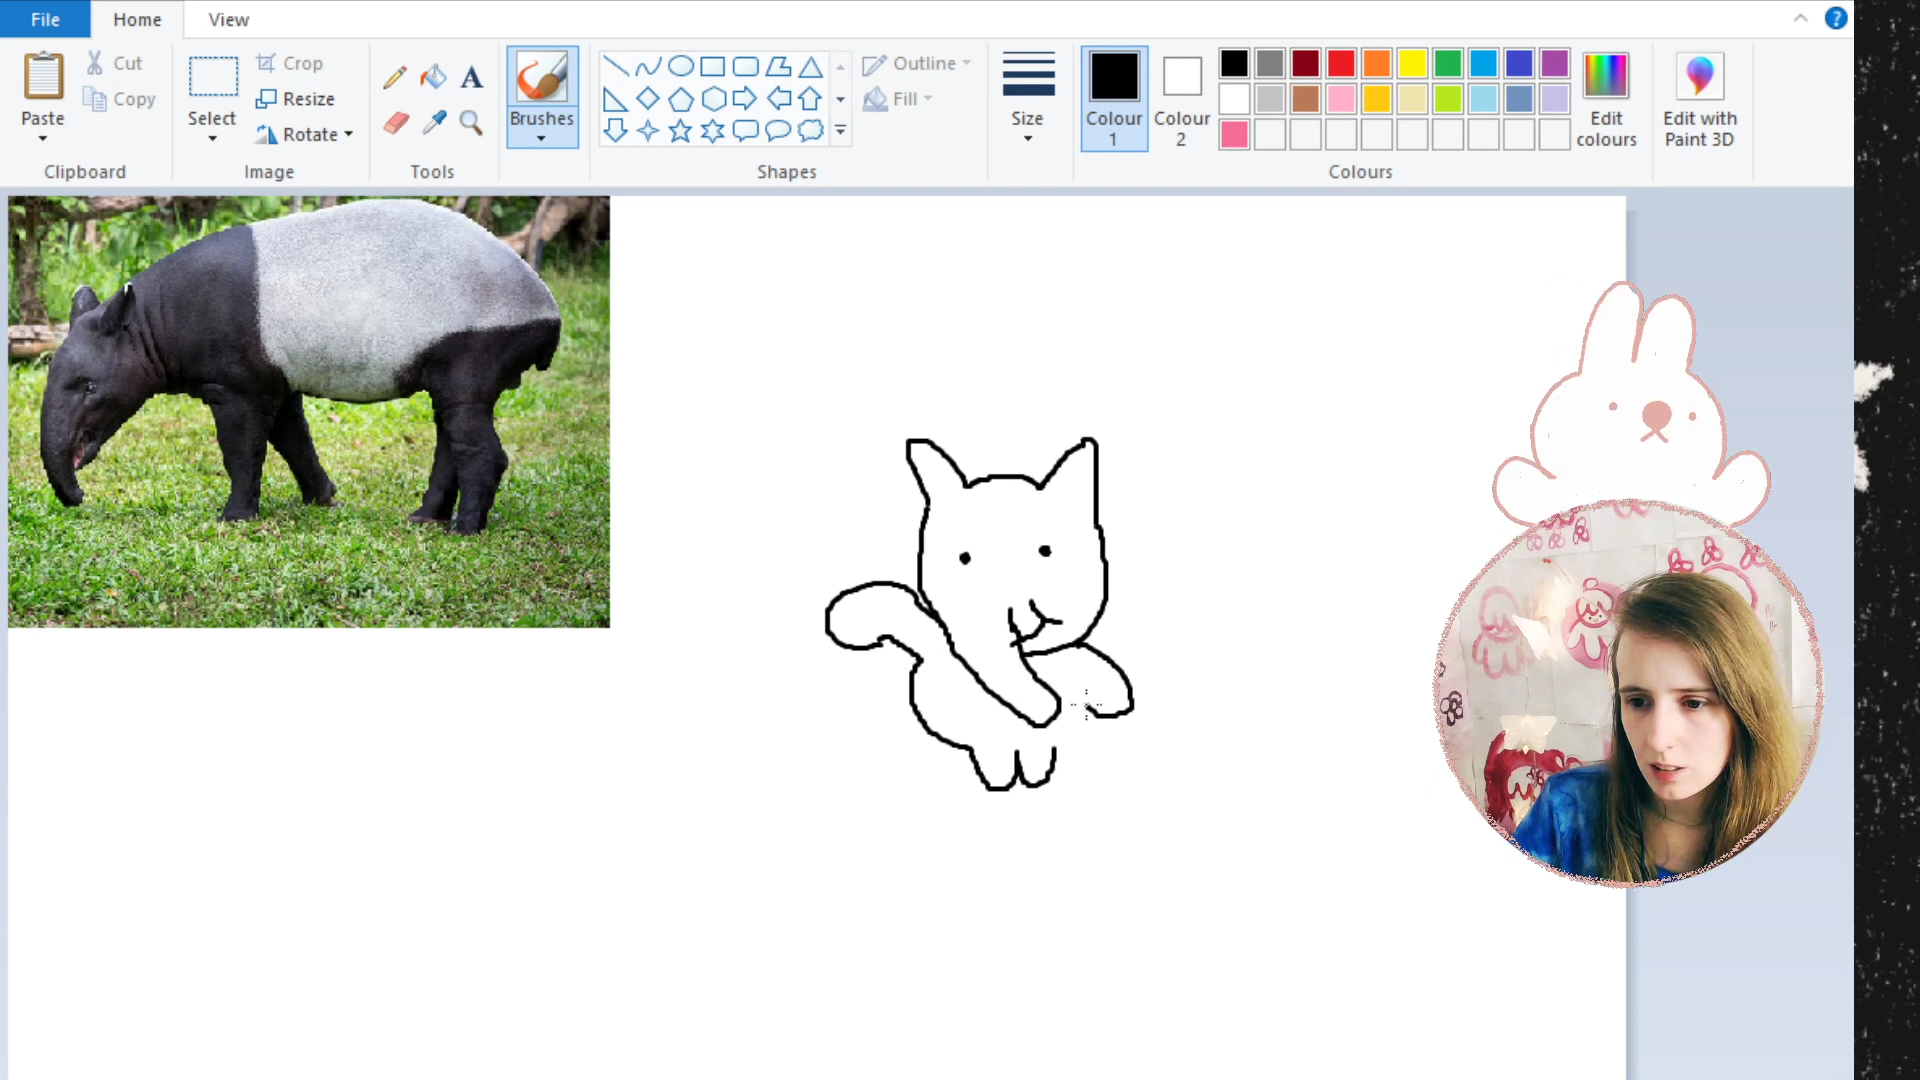 File Home View
Paste
Cut
Copy
Clipboard
Select
Crop
Resize
Rotate
Image
A
Tools
Brushes
Outline
Fill
Shapes
Size
Colour 1
Colour 2
Edit colours
Colours
Edit with Paint 3D
?